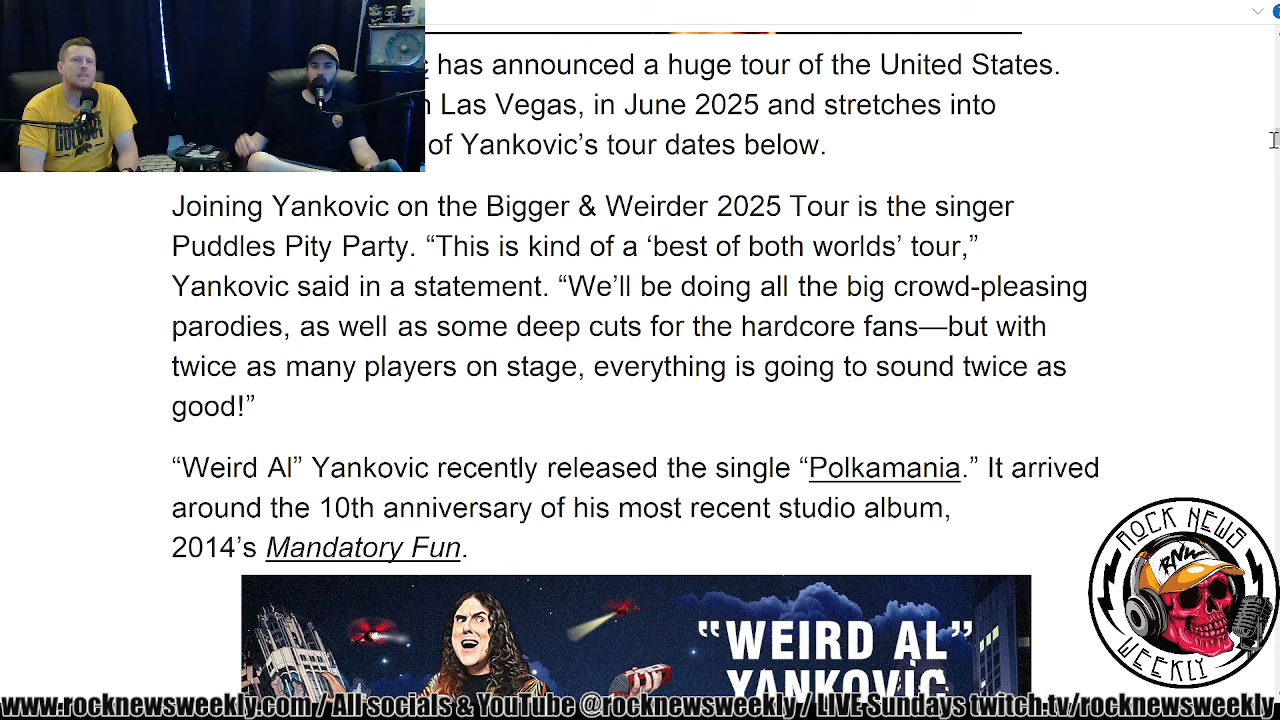 has announced a huge tour of the United States.
Las Vegas, in June 2025 and stretches into
of Yankovic’s tour dates below.
Joining Yankovic on the Bigger & Weirder 2025 Tour is the singer
Puddles Pity Party. “This is kind of a ‘best of both worlds’ tour,”
Yankovic said in a statement. “We’ll be doing all the big crowd-pleasing
parodies, as well as some deep cuts for the hardcore fans—but with
twice as many players on stage, everything is going to sound twice as
good!”
“Weird Al” Yankovic recently released the single “Polkamania.” It arrived
around the 10th anniversary of his most recent studio album,
2014’s Mandatory Fun.
“WEIRD AL”
YANKOVIC
ROCK NEWS
RNW
WEEKLY
www.rocknewsweekly.com / All socials & YouTube @rocknewsweekly / LIVE Sundays twitch.tv/rocknewsweekly